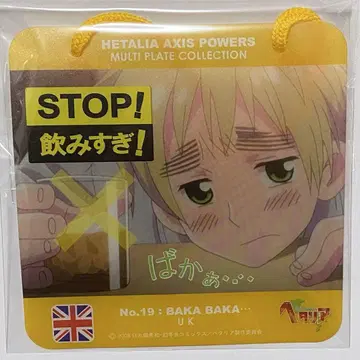 HETALIA AXIS POWERS
MULTI PLATE COLLECTION
STOP!
飲みすぎ!
ばかぁ…
No.19 : BAKA BAKA…
UK
ヘタリア